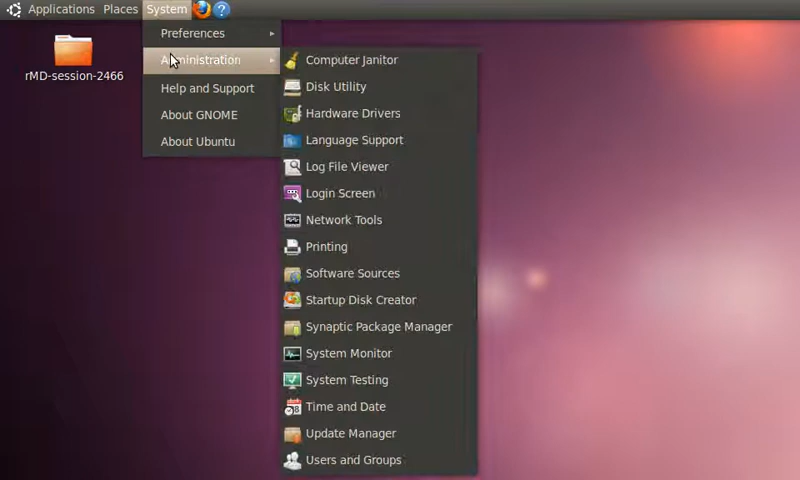 Applications Places System
rMD-session-2466
Preferences
Administration
Help and Support
About GNOME
About Ubuntu
Computer Janitor
Disk Utility
Hardware Drivers
Language Support
Log File Viewer
Login Screen
Network Tools
Printing
Software Sources
Startup Disk Creator
Synaptic Package Manager
System Monitor
System Testing
Time and Date
Update Manager
Users and Groups